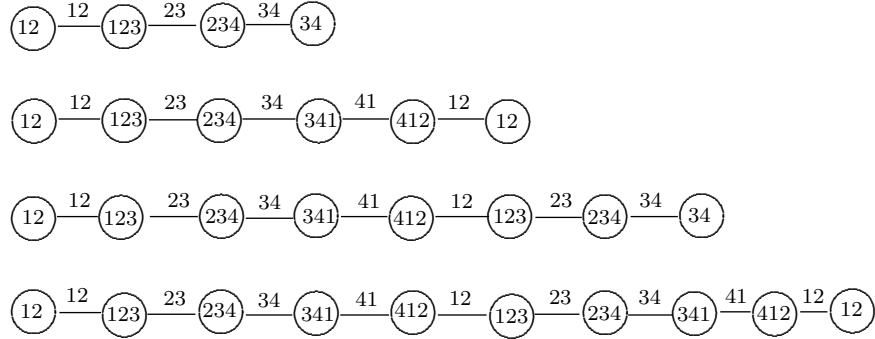 12 23 34
12 123 234 34
12 23 34 41 12
12 123 234 341 412 12
12 23 34 41 12 23 34
12 123 234 341 412 123 234 34
12 23 34 41 12 23 34 41 12
12 123 234 341 412 123 234 341 412 12